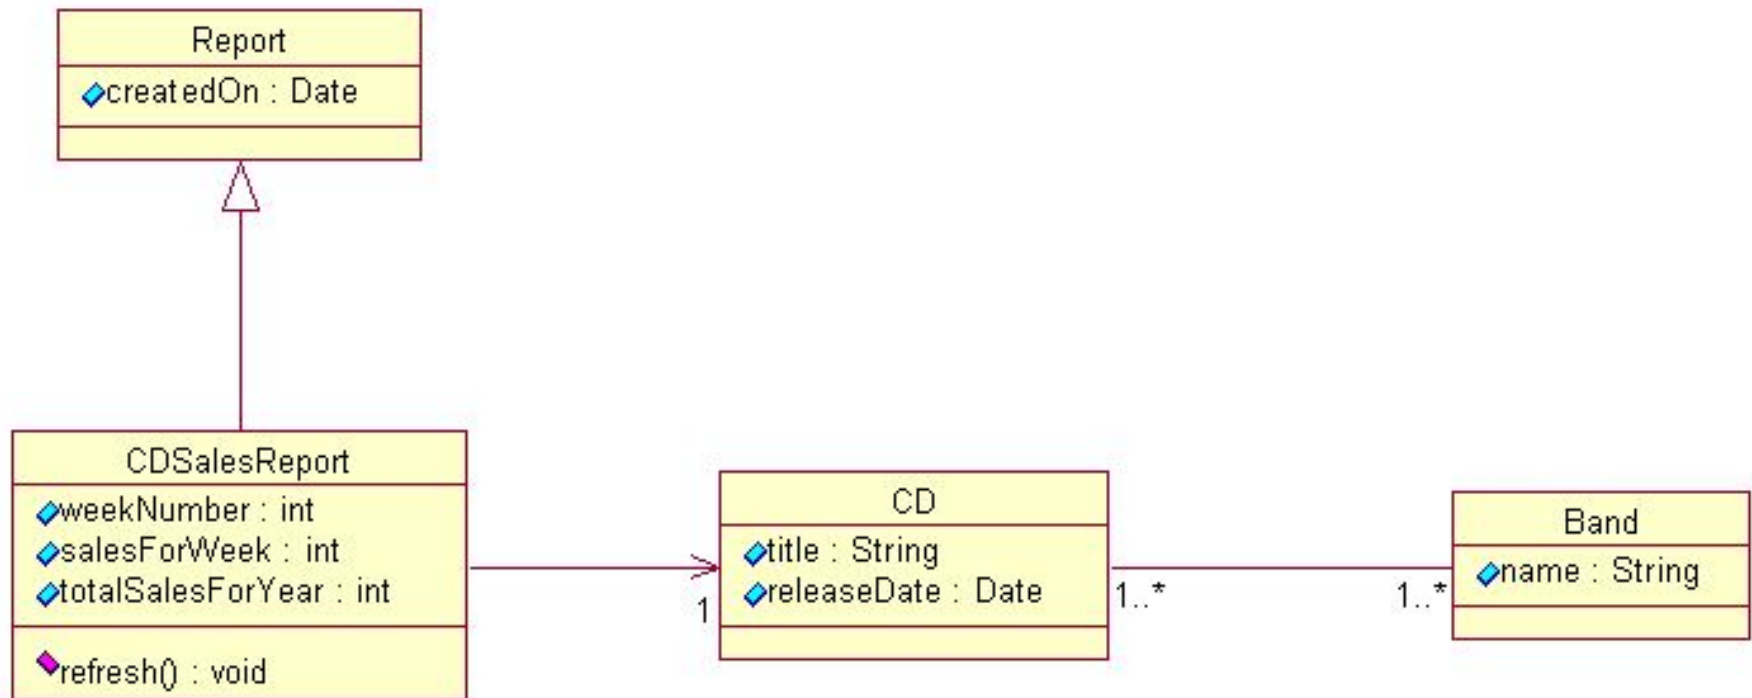 Report
createdOn : Date
CDSalesReport
weekNumber : int
salesForWeek : int
totalSalesForYear : int
refresh() : void
1
CD
title : String
releaseDate : Date
1..*
1..*
Band
name : String